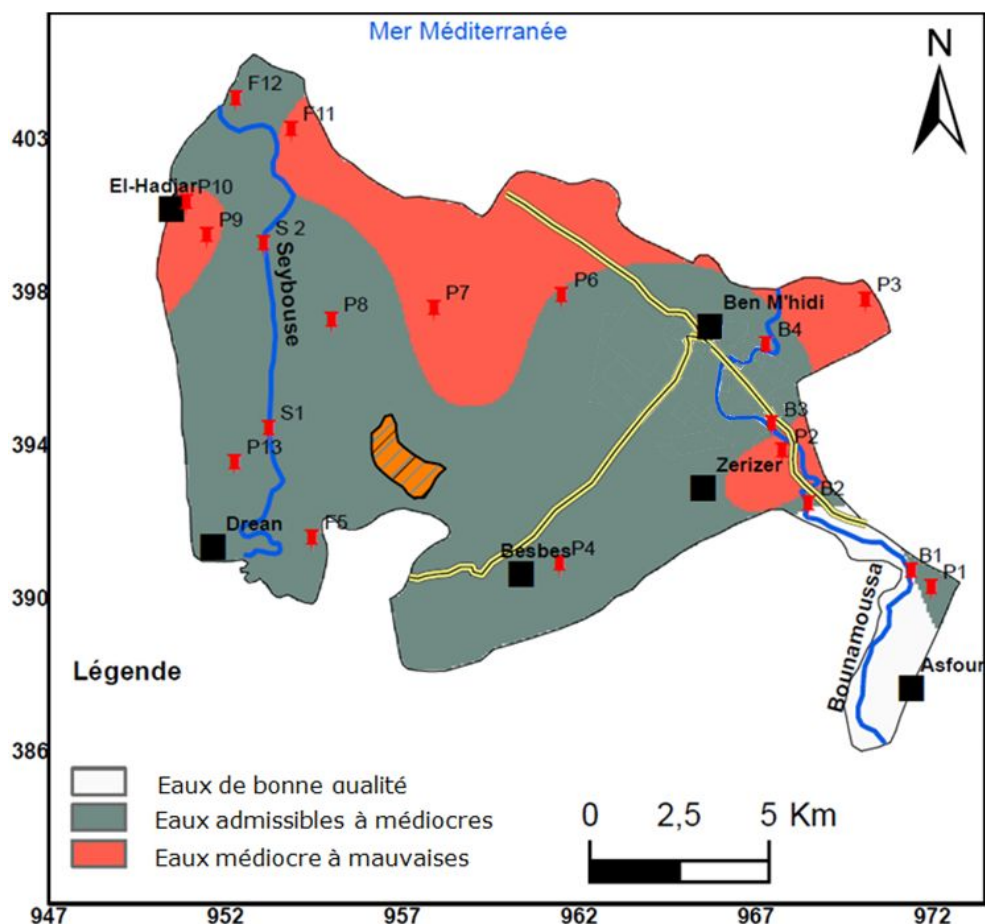 Mer Méditerranée
N
F12
F11
403
El-Hadjar
P10
P9
S 2
Seybouse
398
P8
P7
P6
P3
Ben M'hidi
B4
394
S1
P13
B3
P2
Zerizer
B2
Drean
F5
Besbes
P4
B1
P1
390
Bounamoussa
Asfour
Légende
386
Eaux de bonne qualité
Eaux admissibles à médiocres
Eaux médiocre à mauvaises
0 2,5 5 Km
947 952 957 962 967 972